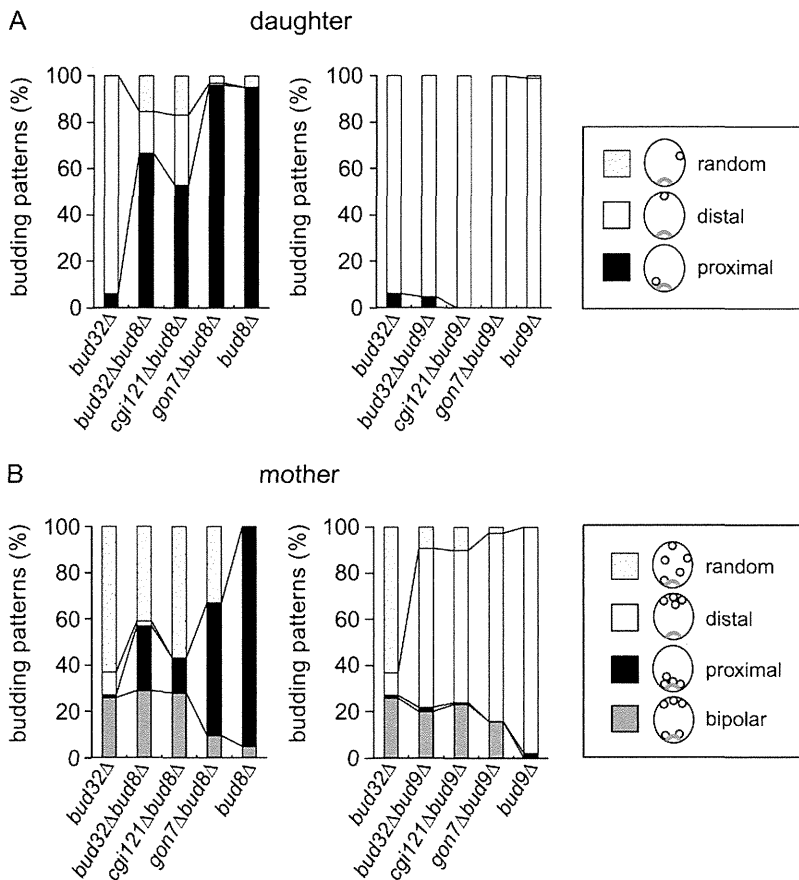 A
daughter
budding patterns (%)
100
80
60
40
20
0
bud32Δ
bud32Δbud8Δ
cgi121Δbud8Δ
gon7Δbud8Δ
bud8Δ
budding patterns (%)
100
80
60
40
20
0
bud32Δ
bud32Δbud9Δ
cgi121Δbud9Δ
gon7Δbud9Δ
bud9Δ
random
distal
proximal
B
mother
budding patterns (%)
100
80
60
40
20
0
bud32Δ
bud32Δbud8Δ
cgi121Δbud8Δ
gon7Δbud8Δ
bud8Δ
budding patterns (%)
100
80
60
40
20
0
bud32Δ
bud32Δbud9Δ
cgi121Δbud9Δ
gon7Δbud9Δ
bud9Δ
random
distal
proximal
bipolar